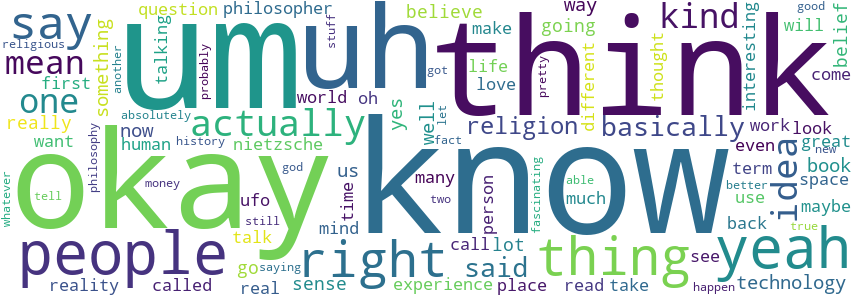 say
religious
question
philosopher
believe
way
kind
interesting
good
belief
mean
something
another
talking
probably
um
uh
stuff
got
make
going
think
will
first
one
world
oh
life
love
pretty
different
thought
come
really
absolutely
actually
yes
well
let
religion
basically
work
look
want
now
human
history
nietzsche
fact
even
great
okay
philosophy
god
us
know
idea
term
book
new
whatever
tell
money
ufo
time
many
two
person
fascinating
able
much
better
use
space
maybe
still
mind
back
true
people
talk
right
call
lot
said
thing
see
yeah
go
saying
reality
called
real
sense
experience
place
read
take
happen
technology